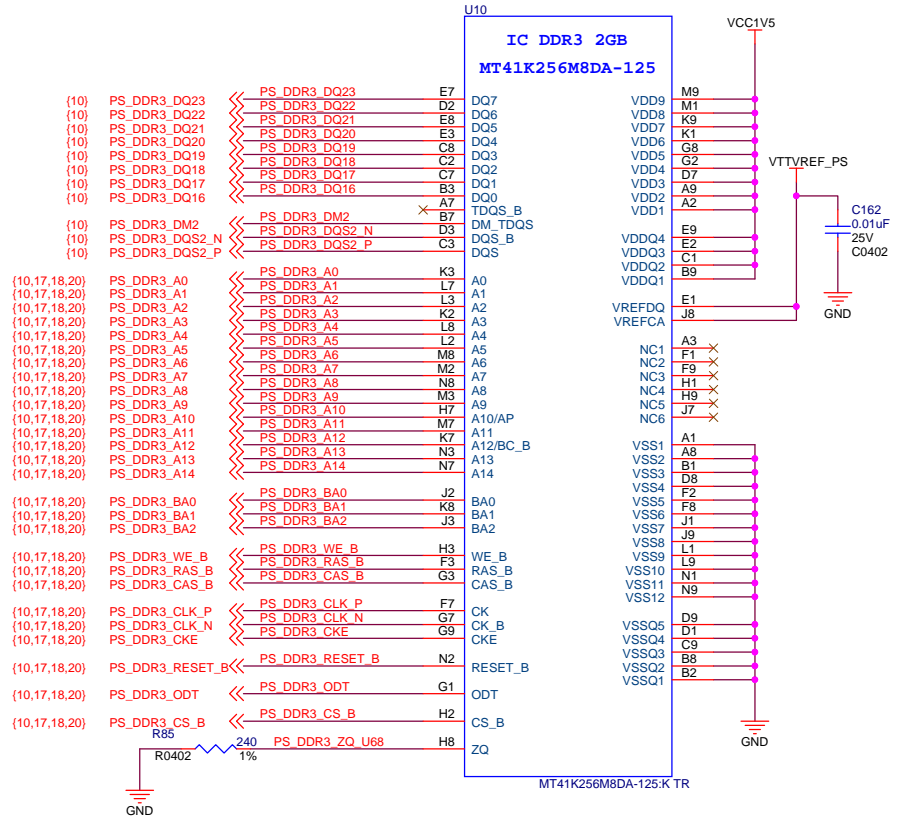 U10
IC DDR3 2GB
MT41K256M8DA-125
VCC1V5
{10} PS_DDR3_DQ23 PS_DDR3_DQ23 E7 DQ7 VDD9 M9
{10} PS_DDR3_DQ22 PS_DDR3_DQ22 D2 DQ6 VDD8 M1
{10} PS_DDR3_DQ21 PS_DDR3_DQ21 E8 DQ5 VDD7 K9
{10} PS_DDR3_DQ20 PS_DDR3_DQ20 E3 DQ4 VDD6 K1
{10} PS_DDR3_DQ19 PS_DDR3_DQ19 C8 DQ3 VDD5 G8
{10} PS_DDR3_DQ18 PS_DDR3_DQ18 C2 DQ2 VDD4 G2
{10} PS_DDR3_DQ17 PS_DDR3_DQ17 C7 DQ1 VDD3 D7
{10} PS_DDR3_DQ16 PS_DDR3_DQ16 B3 DQ0 VDD2 A9
A7 TDQS_B VDD1 A2
{10} PS_DDR3_DM2 PS_DDR3_DM2 B7 DM_TDQS
{10} PS_DDR3_DQS2_N PS_DDR3_DQS2_N D3 DQS_B VDDQ4 E9
{10} PS_DDR3_DQS2_P PS_DDR3_DQS2_P C3 DQS VDDQ3 E2
VDDQ2 C1
VDDQ1 B9
VTTVREF_PS
C162
0.01uF
25V
C0402
GND
{10,17,18,20} PS_DDR3_A0 PS_DDR3_A0 K3 A0
{10,17,18,20} PS_DDR3_A1 PS_DDR3_A1 L7 A1
{10,17,18,20} PS_DDR3_A2 PS_DDR3_A2 L3 A2 VREFDQ E1
{10,17,18,20} PS_DDR3_A3 PS_DDR3_A3 K2 A3 VREFCA J8
{10,17,18,20} PS_DDR3_A4 PS_DDR3_A4 L8 A4
{10,17,18,20} PS_DDR3_A5 PS_DDR3_A5 L2 A5 NC1 A3
{10,17,18,20} PS_DDR3_A6 PS_DDR3_A6 M8 A6 NC2 F1
{10,17,18,20} PS_DDR3_A7 PS_DDR3_A7 M2 A7 NC3 F9
{10,17,18,20} PS_DDR3_A8 PS_DDR3_A8 N8 A8 NC4 H1
{10,17,18,20} PS_DDR3_A9 PS_DDR3_A9 M3 A9 NC5 H9
{10,17,18,20} PS_DDR3_A10 PS_DDR3_A10 H7 A10/AP NC6 J7
{10,17,18,20} PS_DDR3_A11 PS_DDR3_A11 M7 A11
{10,17,18,20} PS_DDR3_A12 PS_DDR3_A12 K7 A12/BC_B VSS1 A1
{10,17,18,20} PS_DDR3_A13 PS_DDR3_A13 N3 A13 VSS2 A8
{10,17,18,20} PS_DDR3_A14 PS_DDR3_A14 N7 A14 VSS3 B1
VSS4 D8
{10,17,18,20} PS_DDR3_BA0 PS_DDR3_BA0 J2 BA0 VSS5 F2
{10,17,18,20} PS_DDR3_BA1 PS_DDR3_BA1 K8 BA1 VSS6 F8
{10,17,18,20} PS_DDR3_BA2 PS_DDR3_BA2 J3 BA2 VSS7 J1
VSS8 J9
{10,17,18,20} PS_DDR3_WE_B PS_DDR3_WE_B H3 WE_B VSS9 L1
{10,17,18,20} PS_DDR3_RAS_B PS_DDR3_RAS_B F3 RAS_B VSS10 L9
{10,17,18,20} PS_DDR3_CAS_B PS_DDR3_CAS_B G3 CAS_B VSS11 N1
VSS12 N9
{10,17,18,20} PS_DDR3_CLK_P PS_DDR3_CLK_P F7 CK
{10,17,18,20} PS_DDR3_CLK_N PS_DDR3_CLK_N G7 CK_B VSSQ5 D9
{10,17,18,20} PS_DDR3_CKE PS_DDR3_CKE G9 CKE VSSQ4 D1
VSSQ3 C9
{10,17,18,20} PS_DDR3_RESET_B PS_DDR3_RESET_B N2 RESET_B VSSQ2 B8
VSSQ1 B2
{10,17,18,20} PS_DDR3_ODT PS_DDR3_ODT G1 ODT
{10,17,18,20} PS_DDR3_CS_B PS_DDR3_CS_B H2 CS_B
GND
R85 240 PS_DDR3_ZQ_U68 H8 ZQ
R0402 1%
GND
MT41K256M8DA-125:K TR